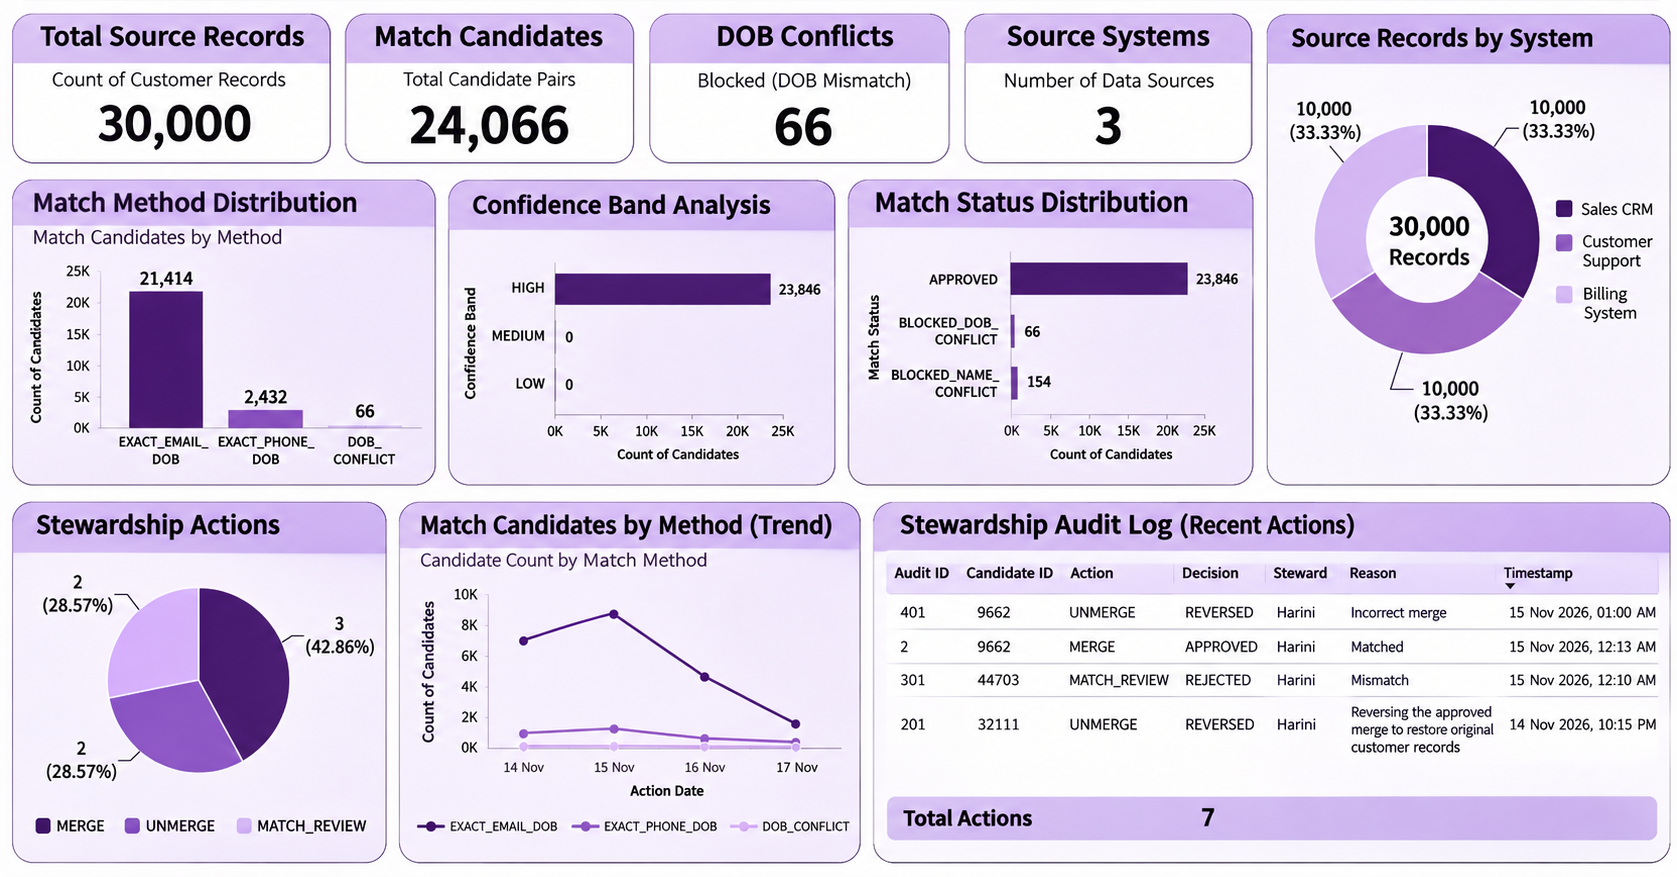 Total Source Records
Count of Customer Records
30,000
Match Candidates
Total Candidate Pairs
24,066
DOB Conflicts
Blocked (DOB Mismatch)
66
Source Systems
Number of Data Sources
3
Source Records by System
10,000
(33.33%)
10,000
(33.33%)
30,000
Records
10,000
(33.33%)
Sales CRM
Customer
Support
Billing
System
Match Method Distribution
Match Candidates by Method
Count of Candidates
25K
20K
15K
10K
5K
0K
21,414
2,432
66
EXACT_EMAIL_
DOB
EXACT_PHONE_
DOB
DOB_
CONFLICT
Confidence Band Analysis
Confidence Band
HIGH
23,846
MEDIUM
0
LOW
0
0K 5K 10K 15K 20K 25K
Count of Candidates
Match Status Distribution
Match Status
APPROVED
23,846
BLOCKED_DOB_
CONFLICT
66
BLOCKED_NAME_
CONFLICT
154
0K 5K 10K 15K 20K 25K
Count of Candidates
Stewardship Actions
2
(28.57%)
3
(42.86%)
2
(28.57%)
MERGE UNMERGE MATCH_REVIEW
Match Candidates by Method (Trend)
Candidate Count by Match Method
Count of Candidates
10K
8K
6K
4K
2K
0K
14 Nov 15 Nov 16 Nov 17 Nov
Action Date
EXACT_EMAIL_DOB EXACT_PHONE_DOB DOB_CONFLICT
Stewardship Audit Log (Recent Actions)
Audit ID Candidate ID Action Decision Steward Reason Timestamp
401 9662 UNMERGE REVERSED Harini Incorrect merge 15 Nov 2026, 01:00 AM
2 9662 MERGE APPROVED Harini Matched 15 Nov 2026, 12:13 AM
301 44703 MATCH_REVIEW REJECTED Harini Mismatch 15 Nov 2026, 12:10 AM
201 32111 UNMERGE REVERSED Harini Reversing the approved
merge to restore original
customer records 14 Nov 2026, 10:15 PM
Total Actions 7